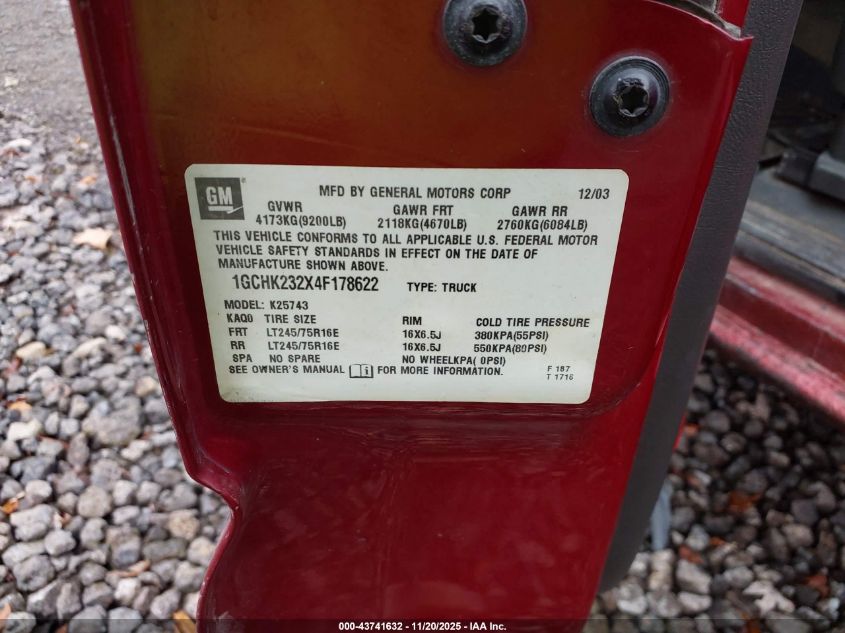 GM
MFD BY GENERAL MOTORS CORP 12/03
GVWR GAWR FRT GAWR RR
4173KG(9200LB) 2118KG(4670LB) 2760KG(6084LB)
THIS VEHICLE CONFORMS TO ALL APPLICABLE U.S. FEDERAL MOTOR
VEHICLE SAFETY STANDARDS IN EFFECT ON THE DATE OF
MANUFACTURE SHOWN ABOVE.
1GCHK232X4F178622 TYPE: TRUCK
MODEL: K25743
KAQ0 TIRE SIZE RIM COLD TIRE PRESSURE
FRT LT245/75R16E 16X6.5J 380KPA(55PSI)
RR LT245/75R16E 16X6.5J 550KPA(80PSI)
SPA NO SPARE NO WHEELKPA( 0PSI)
SEE OWNER'S MANUAL FOR MORE INFORMATION.
F 187
T 1716
000-43741632 - 11/20/2025 - IAA Inc.